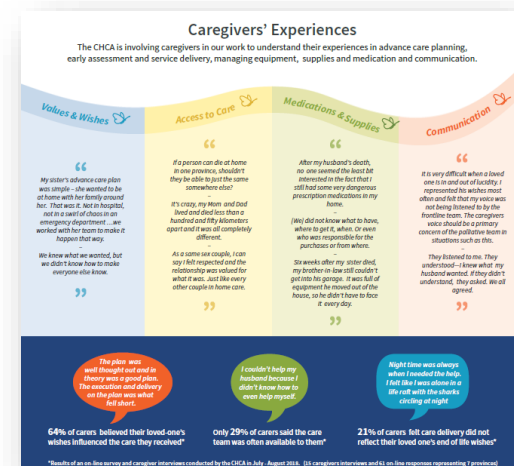 Caregivers' Experiences
The CHCA is involving caregivers in our work to understand their experiences in advance care planning,
early assessment and service delivery, managing equipment, supplies and medication and communication.
Values & Wishes
“
My sister's advance care plan
was simple – she wanted to be
at home with her family around
her. That was it. Not in hospital,
not in a swirl of chaos in an
emergency department ...we
worked with her team to make it
happen that way.
–
We knew what we wanted, but
we didn't know how to make
everyone else know.
”
Access to Care
“
If a person can die at home
in one province, shouldn't
they be able to just the same
somewhere else?
–
It's crazy, my Mom and Dad
lived and died less than a
hundred and fifty kilometers
apart and it was all completely
different.
–
As a same sex couple, I can
say I felt respected and the
relationship was valued for
what it was. Just like every
other couple in home care.
”
Medications & Supplies
“
After my husband's death,
no one seemed the least bit
interested in the fact that I
still had some very dangerous
prescription medications in my
home.
–
(We) did not know what to have,
where to get it, when. Or even
who was responsible for the
purchases or from where.
–
Six weeks after my sister died,
my brother-in-law still couldn't
get into his garage. It was full of
equipment he moved out of the
house, so he didn't have to face
it every day.
”
Communication
“
It is very difficult when a loved
one is in and out of lucidity. I
represented his wishes most
often and felt that my voice was
not being listened to by the
frontline team. The caregivers
voice should be a primary
concern of the palliative team in
situations such as this.
–
They listened to me. They
understood—I knew what my
husband wanted. If they didn't
understand, they asked. We all
agreed.
”
The plan was
well thought out and in
theory was a good plan.
The execution and delivery
on the plan was what
fell short.
64% of carers believed their loved-one's
wishes influenced the care they received*
I couldn't help my
husband because I
didn't know how to
even help myself.
Only 29% of carers said the care
team was often available to them*
Night time was always
when I needed the help.
I felt like I was alone in a
life raft with the sharks
circling at night
21% of carers felt care delivery did not
reflect their loved one's end of life wishes*
*Results of an on-line survey and caregiver interviews conducted by the CHCA in July - August 2018. (15 caregivers interviews and 61 on-line responses representing 7 provinces)